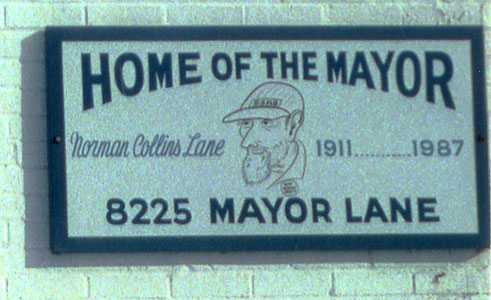 HOME OF THE MAYOR
Norman Collins Lane
1911...........1987
8225 MAYOR LANE